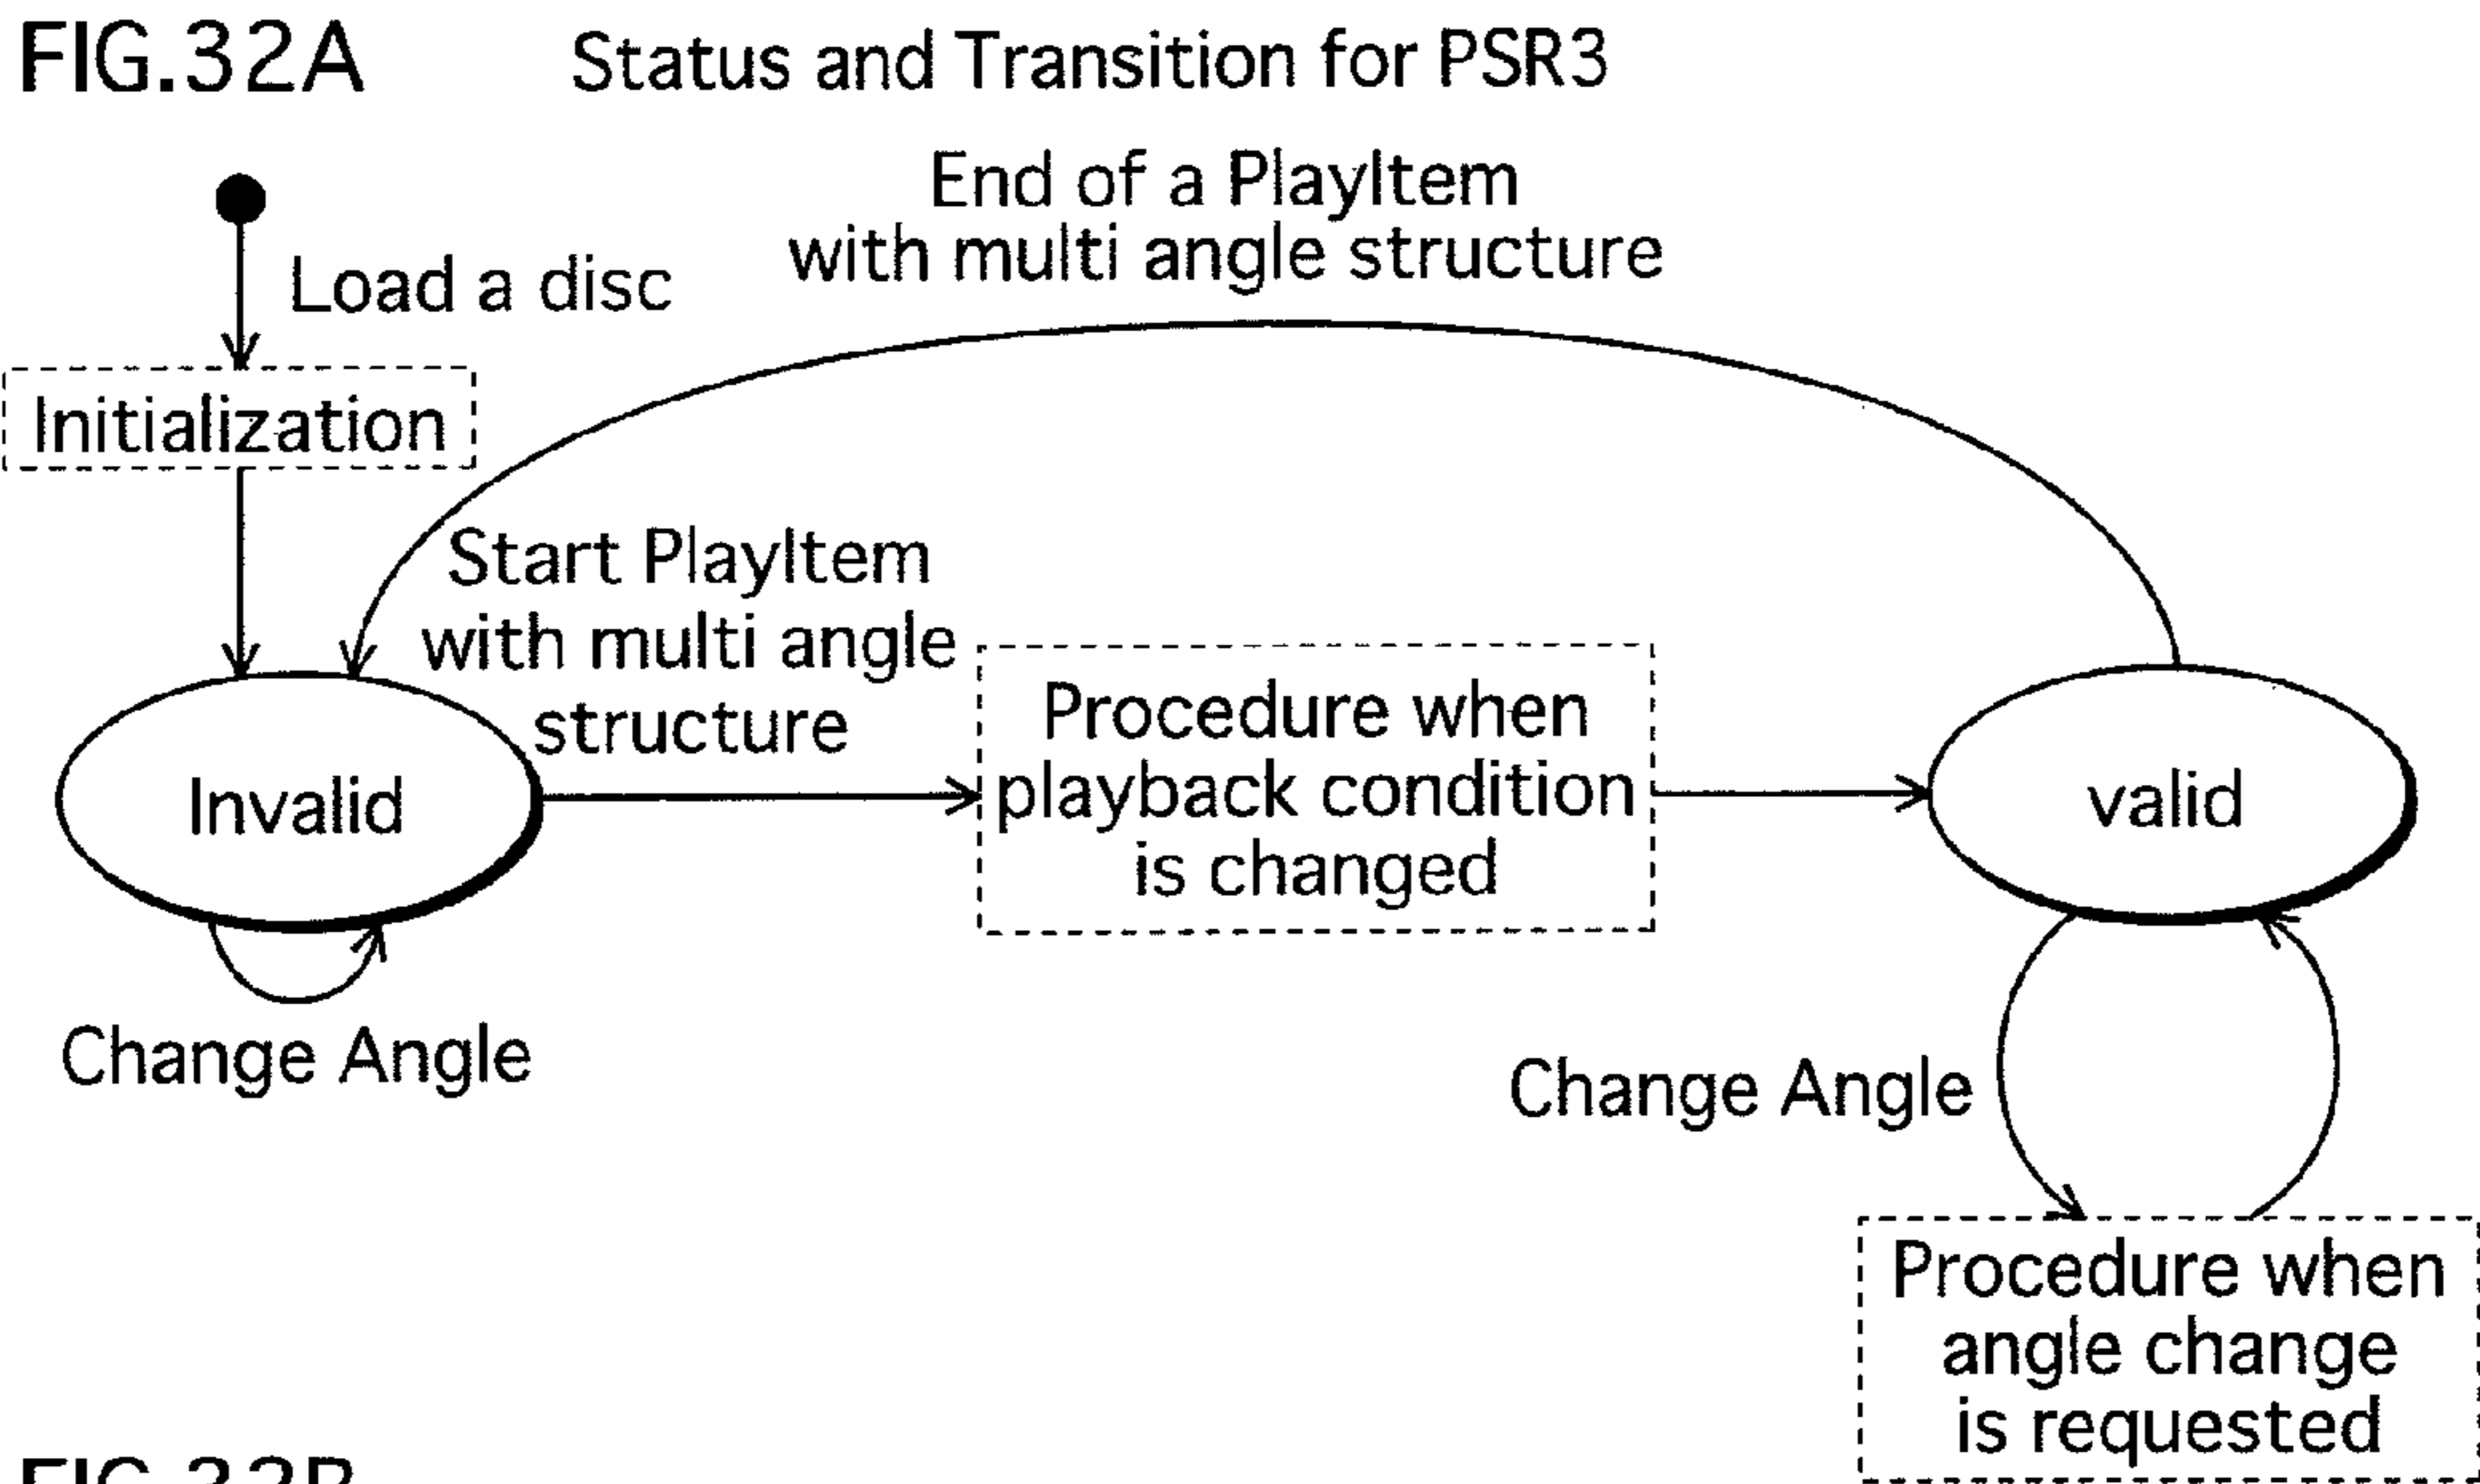 FIG.32A
Status and Transition for PSR3
End of a PlayItem
with multi angle structure
Load a disc
Initialization
Start PlayItem
with multi angle
structure
Invalid
Procedure when
playback condition
is changed
valid
Change Angle
Change Angle
Procedure when
angle change
is requested
FIG.32B